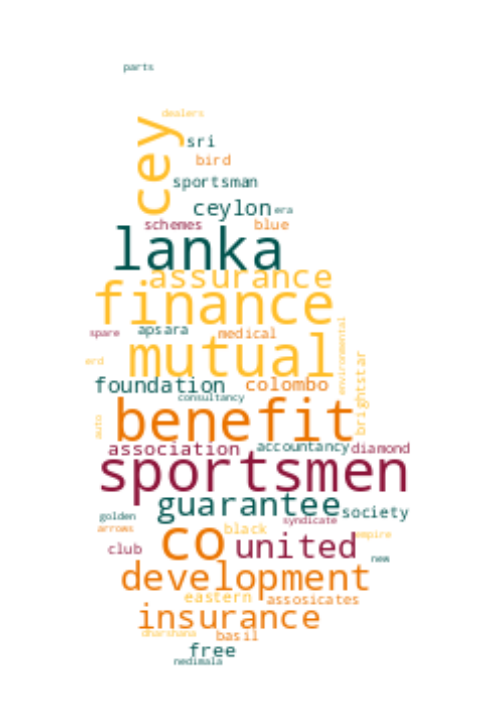 parts
dealers
cey
sri
bird
sportsman
ceylon era
schemes blue
lanka
assurance
finance
spare apsara medical
environmental
mutual
erd
foundation colombo
brightstar
consultancy
benefit
auto
association accountancy diamond
sportsmen
guarantee society
golden syndicate
arrows black empire
co united
club new
development
eastern assosicates
insurance
dharshana basil
free
nedimala